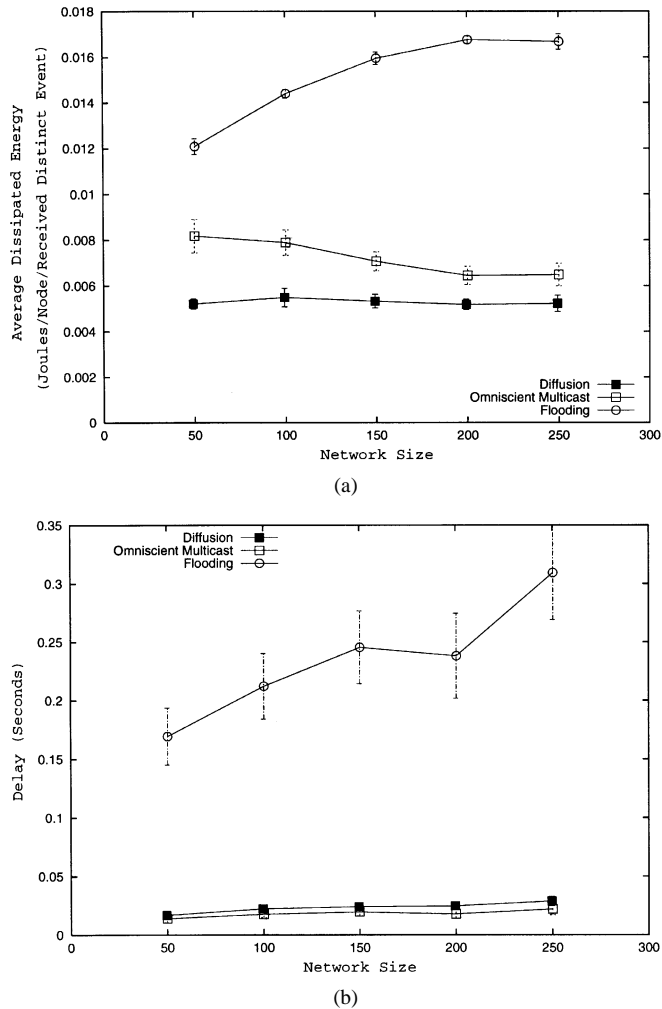 0.018
0.016
0.014
0.012
0.01
0.008
0.006
0.004
0.002
0
Average Dissipated Energy
(Joules/Node/Received Distinct Event)
Diffusion
Omniscient Multicast
Flooding
0 50 100 150 200 250 300
Network Size
(a)
0.35
0.3
0.25
0.2
0.15
0.1
0.05
0
Delay (Seconds)
Diffusion
Omniscient Multicast
Flooding
0 50 100 150 200 250 300
Network Size
(b)